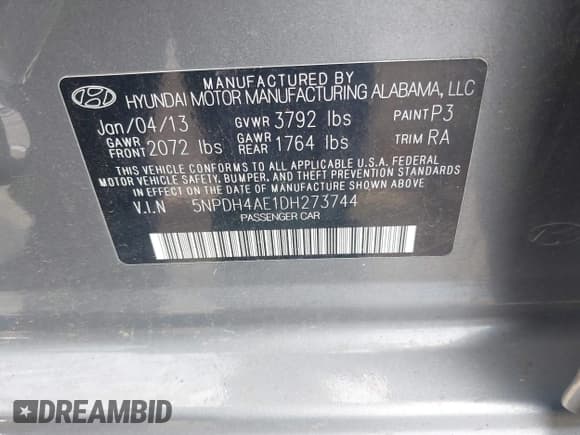 MANUFACTURED BY
HYUNDAI MOTOR MANUFACTURING ALABAMA, LLC
Jan/04/13 GVWR 3792 lbs PAINT P3
GAWR FRONT 2072 lbs GAWR REAR 1764 lbs TRIM RA
THIS VEHICLE CONFORMS TO ALL APPLICABLE U.S.A. FEDERAL
MOTOR VEHICLE SAFETY, BUMPER, AND THEFT PREVENTION STANDARDS
IN EFFECT ON THE DATE OF MANUFACTURE SHOWN ABOVE.
V.I.N 5NPDH4AE1DH273744
PASSENGER CAR
DREAMBID